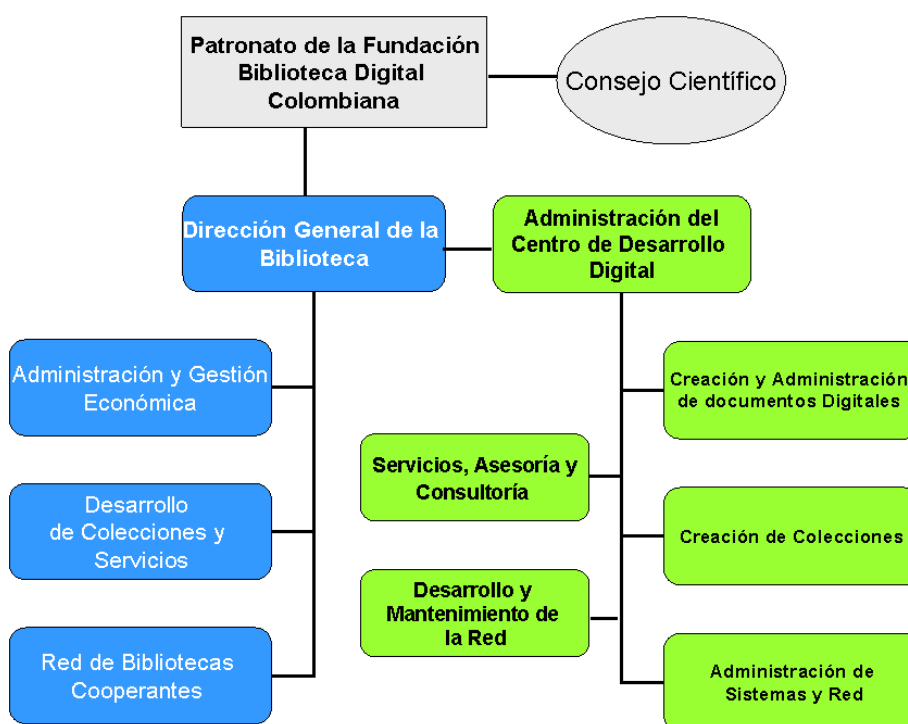 Patronato de la Fundación
Biblioteca Digital
Colombiana
Consejo Científico
Dirección General de la
Biblioteca
Administración del
Centro de Desarrollo
Digital
Administración y Gestión
Económica
Desarrollo
de Colecciones y
Servicios
Red de Bibliotecas
Cooperantes
Servicios, Asesoría y
Consultoría
Desarrollo y
Mantenimiento de
la Red
Creación y Administración
de documentos Digitales
Creación de Colecciones
Administración de
Sistemas y Red